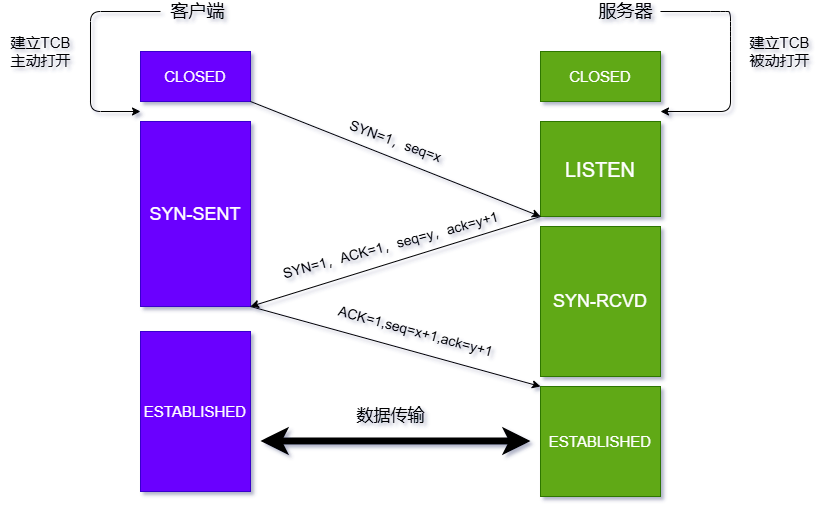 客户端
服务器
建立TCB
主动打开
建立TCB
被动打开
CLOSED
CLOSED
SYN=1，seq=x
LISTEN
SYN-SENT
SYN=1，ACK=1，seq=y，ack=y+1
SYN-RCVD
ACK=1,seq=x+1,ack=y+1
ESTABLISHED
数据传输
ESTABLISHED